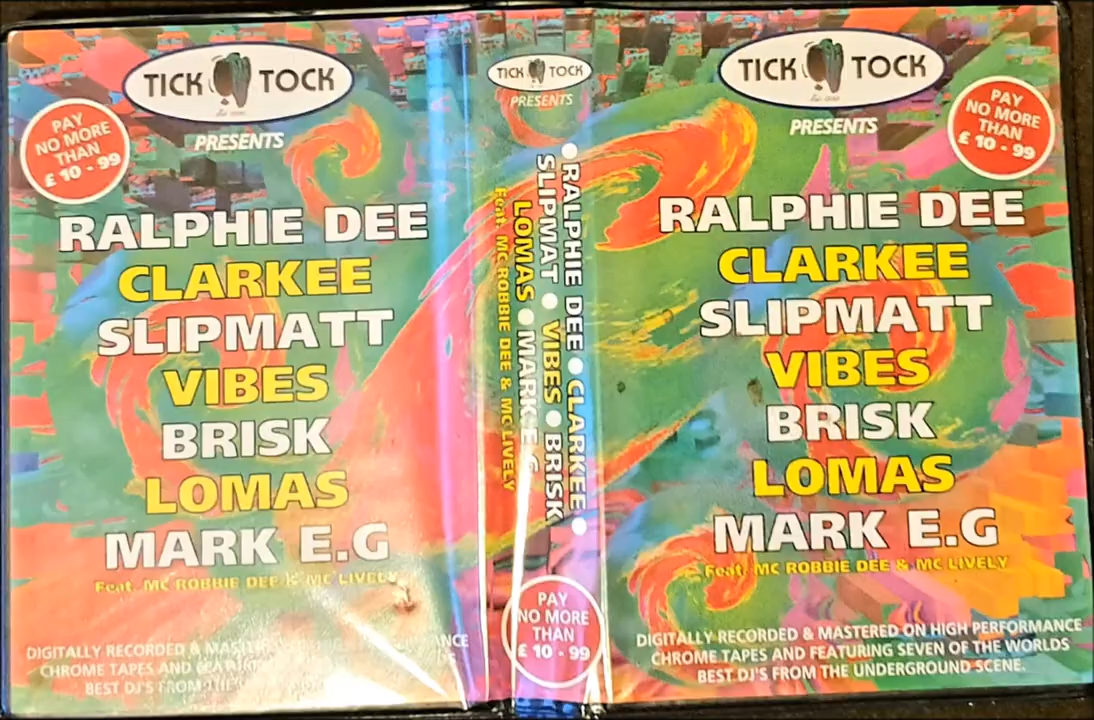 TICK TOCK
PRESENTS
PAY
NO MORE
THAN
£ 10 - 99
RALPHIE DEE
CLARKEE
SLIPMATT
VIBES
BRISK
LOMAS
MARK E.G
Feat. MC ROBBIE DEE & MC LIVELY
DIGITALLY RECORDED &
CHROME TAPES AND
BEST DJ'S FROM THE
TICK TOCK
PRESENTS
● RALPHIE DEE ● CLARKEE ●
SLIPMAT ● VIBES ● BRISK
LOMAS ● MARK E.G
Feat. MC ROBBIE DEE & MC LIVELY
PAY
NO MORE
THAN
£ 10 - 99
TICK TOCK
PRESENTS
PAY
NO MORE
THAN
£ 10 - 99
RALPHIE DEE
CLARKEE
SLIPMATT
VIBES
BRISK
LOMAS
MARK E.G
Feat. MC ROBBIE DEE & MC LIVELY
DIGITALLY RECORDED & MASTERED ON HIGH PERFORMANCE
CHROME TAPES AND FEATURING SEVEN OF THE WORLDS
BEST DJ'S FROM THE UNDERGROUND SCENE.